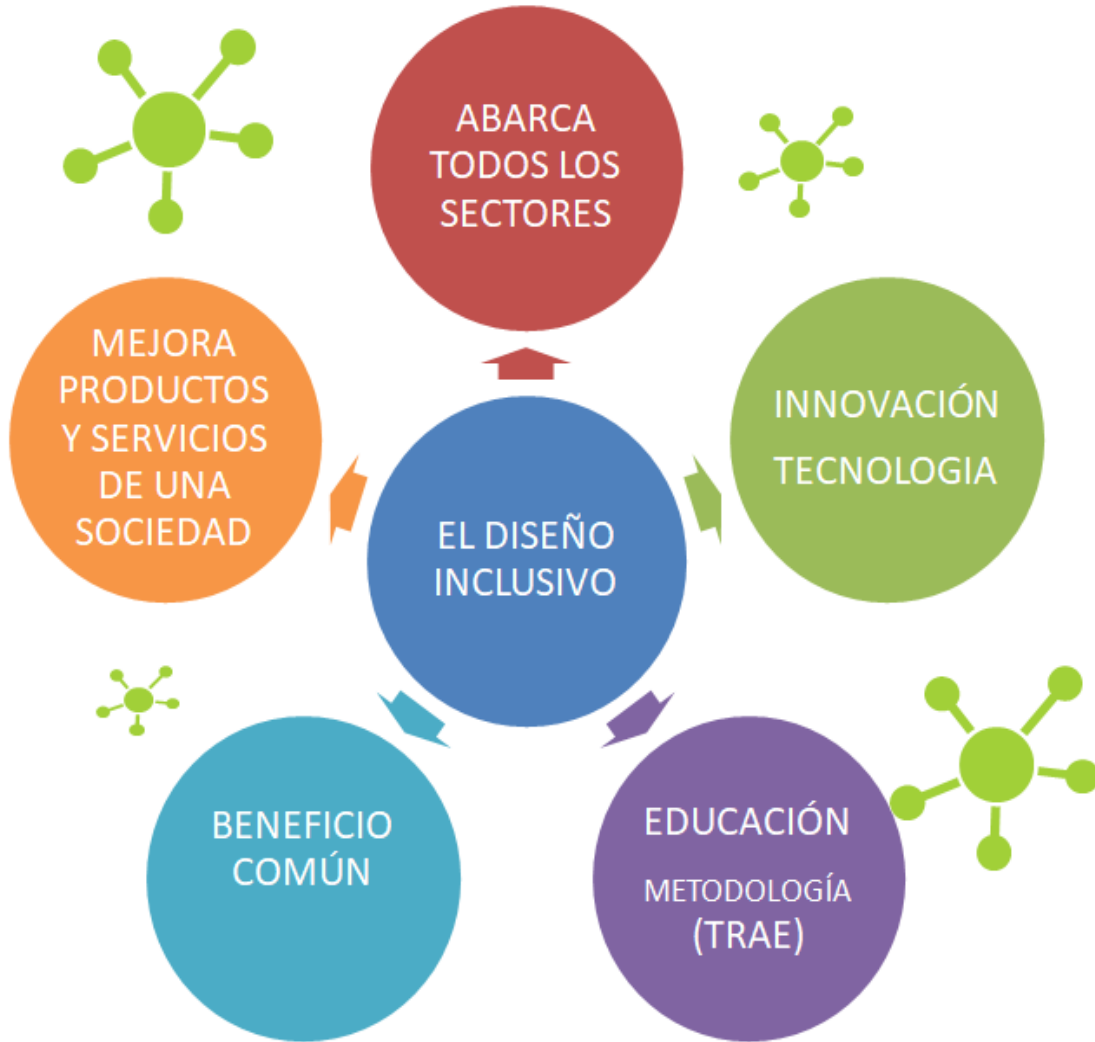 ABARCA
TODOS LOS
SECTORES
MEJORA
PRODUCTOS
Y SERVICIOS
DE UNA
SOCIEDAD
INNOVACIÓN
TECNOLOGIA
EL DISEÑO
INCLUSIVO
BENEFICIO
COMÚN
EDUCACIÓN
METODOLOGÍA
(TRAE)